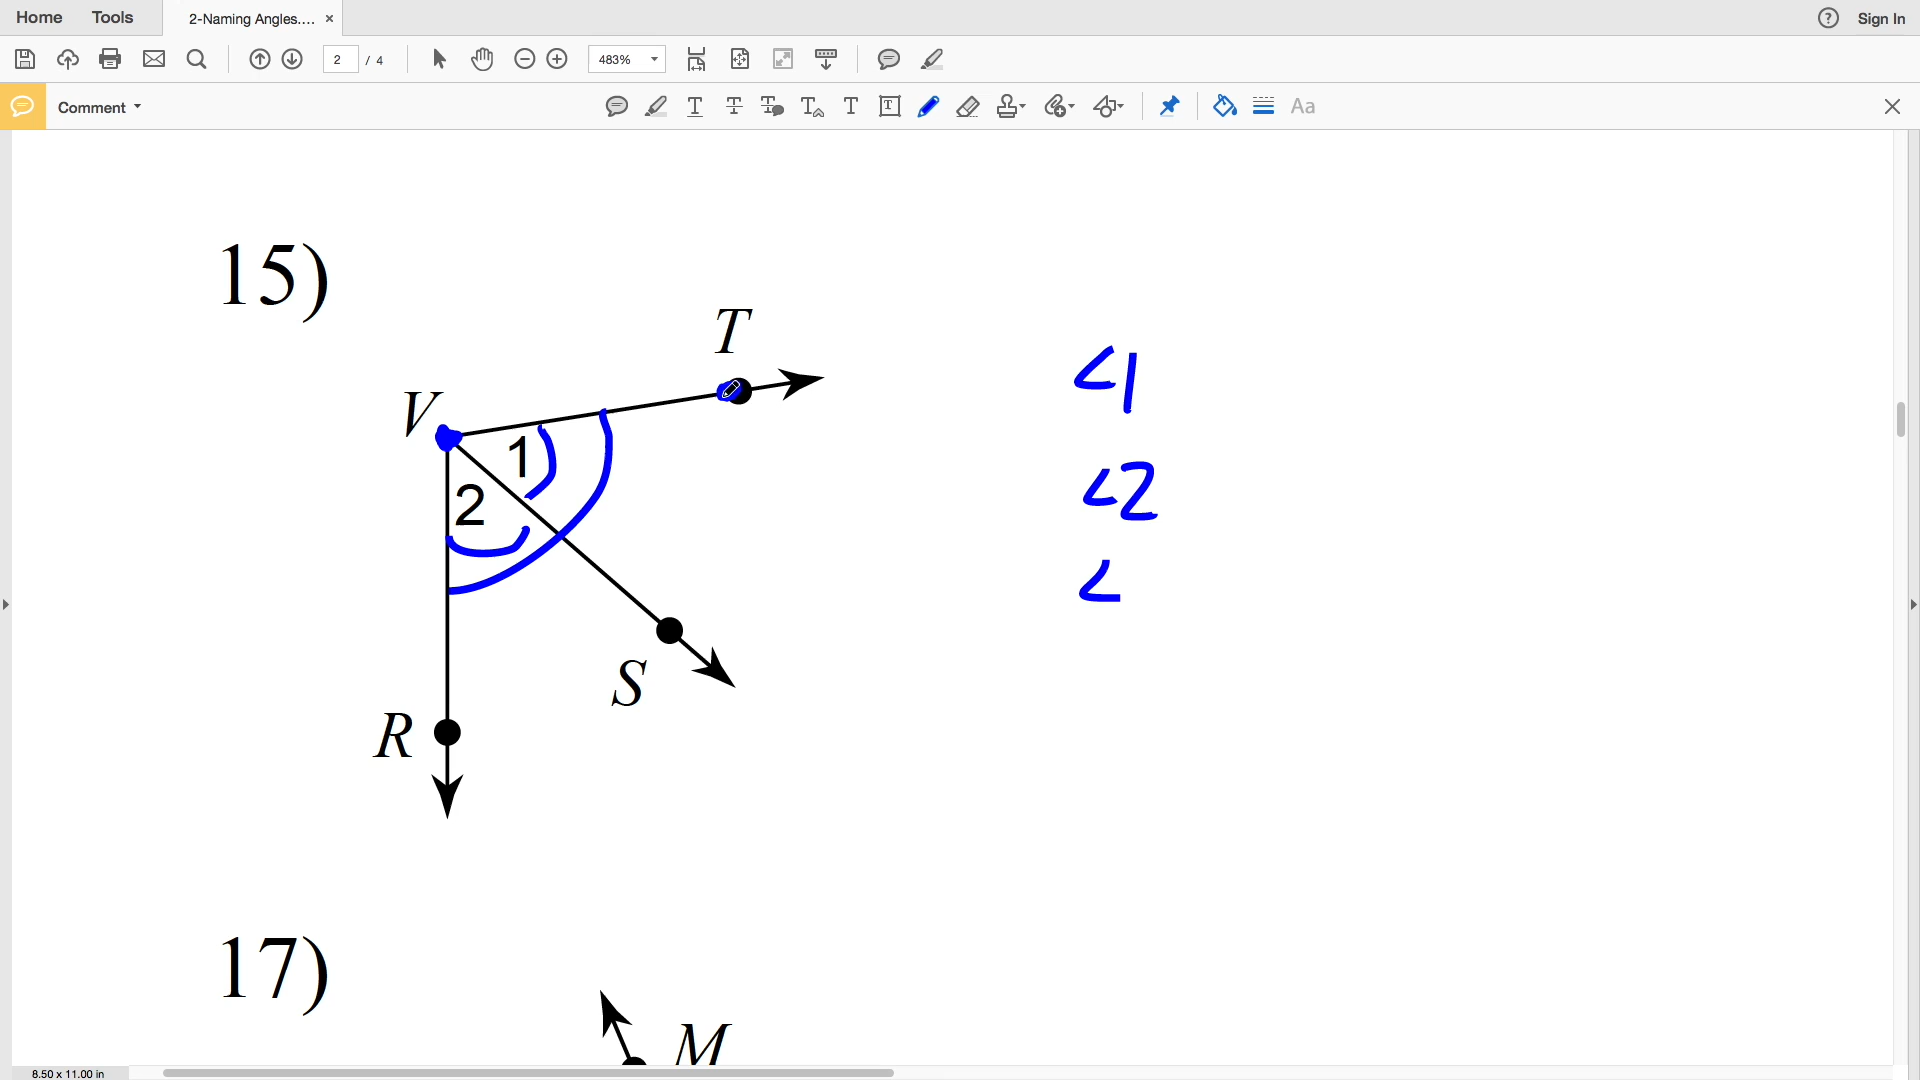 Home Tools 2-Naming Angles.... × ? Sign In
2 / 4 483%
Comment T T T T T T Aa
15)
T
V
1
2
S
R
<1
<2
<
17)
M
8.50 x 11.00 in